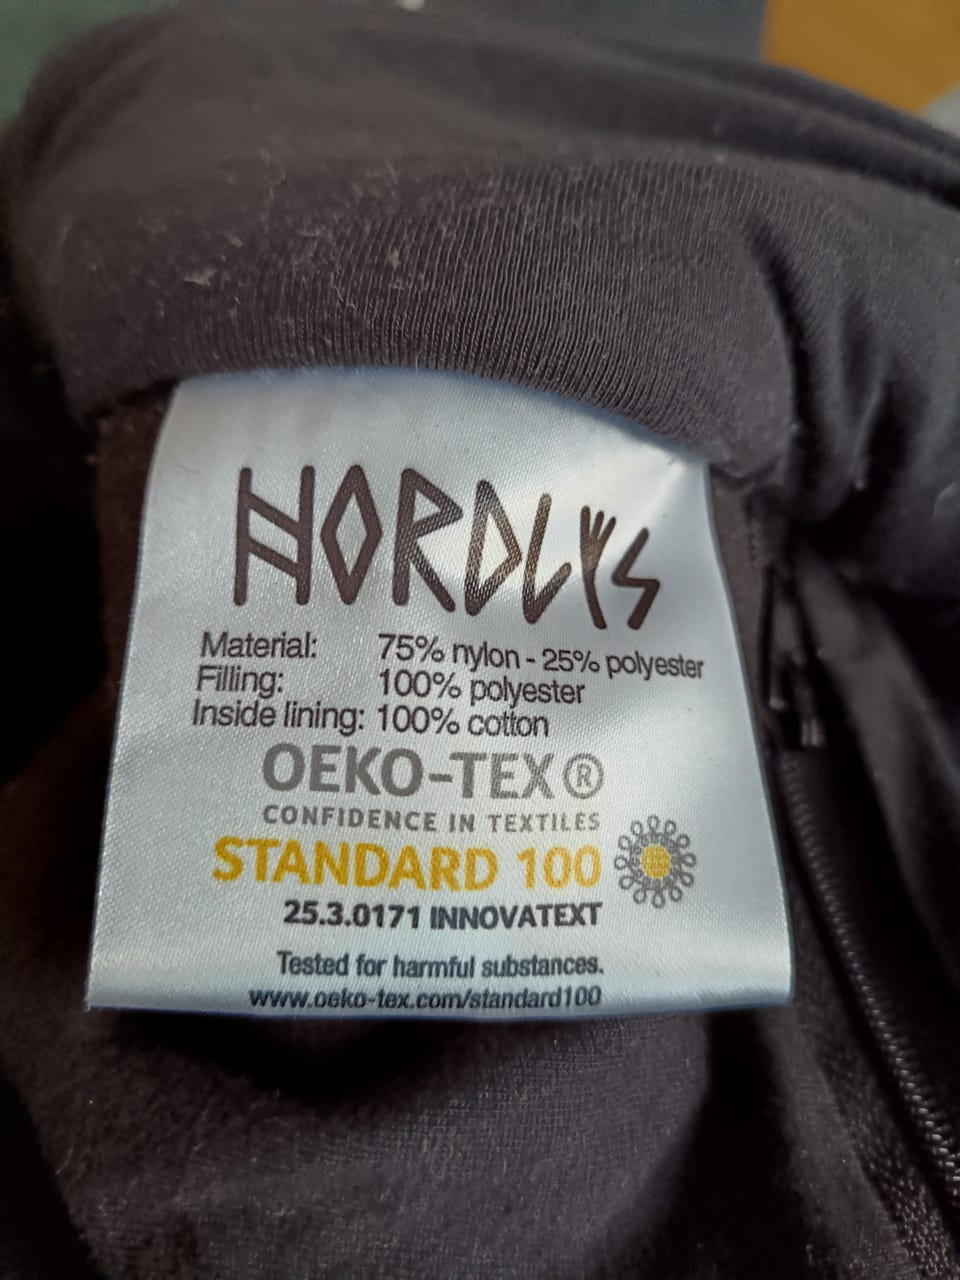 NORDLYS
Material: 75% nylon - 25% polyester
Filling: 100% polyester
Inside lining: 100% cotton
OEKO-TEX®
CONFIDENCE IN TEXTILES
STANDARD 100
25.3.0171 INNOVATEXT
Tested for harmful substances.
www.oeko-tex.com/standard100